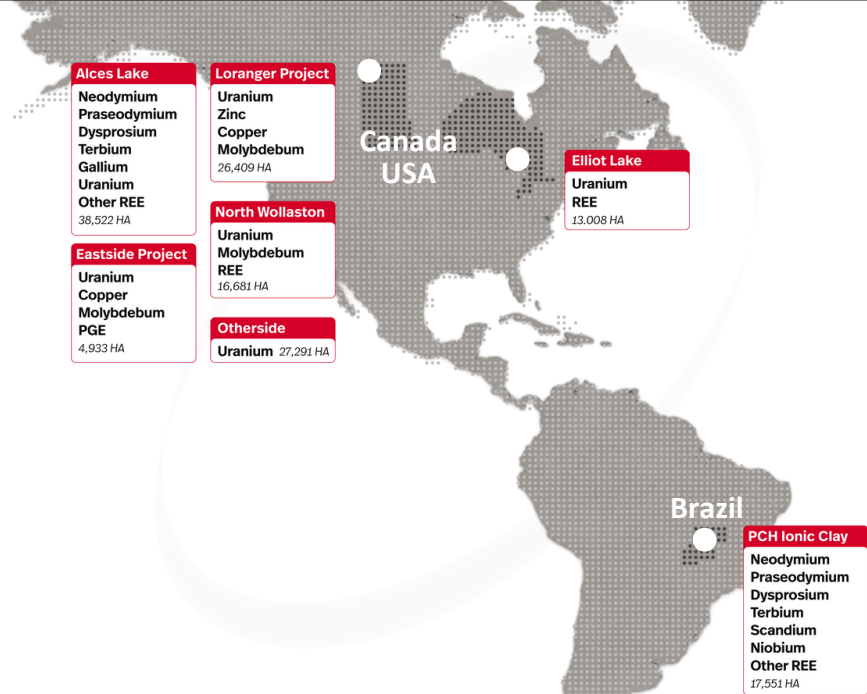 Alces Lake
Neodymium
Praseodymium
Dysprosium
Terbium
Gallium
Uranium
Other REE
38,522 HA
Eastside Project
Uranium
Copper
Molybdebum
PGE
4,933 HA
Loranger Project
Uranium
Zinc
Copper
Molybdebum
26,409 HA
North Wollaston
Uranium
Molybdebum
REE
16,681 HA
Otherside
Uranium 27,291 HA
Canada
USA
Elliot Lake
Uranium
REE
13.008 HA
Brazil
PCH Ionic Clay
Neodymium
Praseodymium
Dysprosium
Terbium
Scandium
Niobium
Other REE
17,551 HA